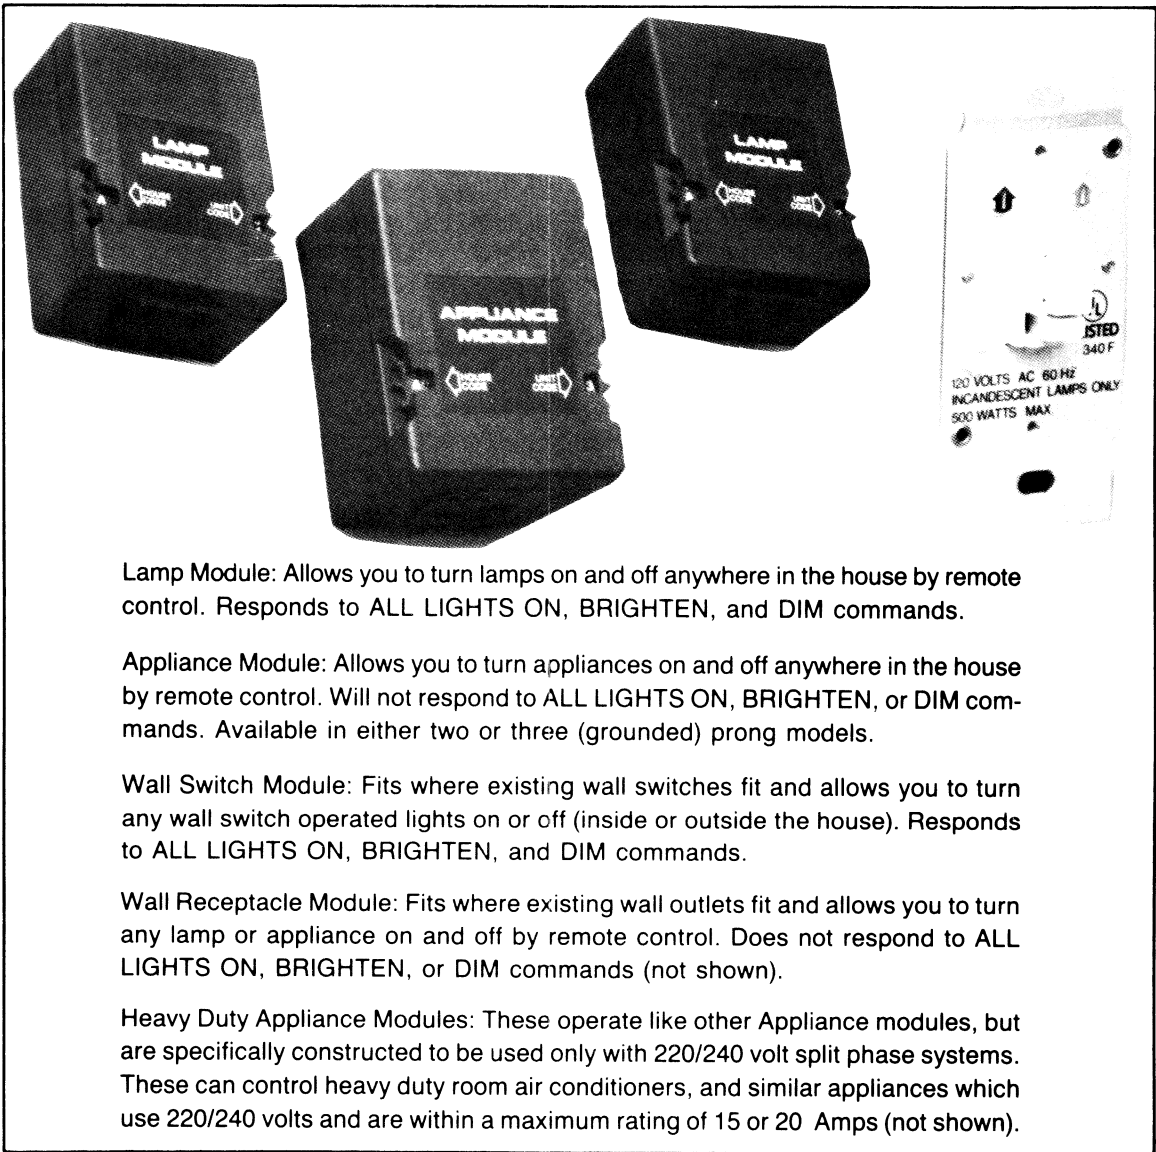 LAMP
MODULE
HOUSE
CODE
UNIT
CODE
A
APPLIANCE
MODULE
HOUSE
CODE
UNIT
CODE
A
3
LAMP
MODULE
HOUSE
CODE
UNIT
CODE
A
UL
LISTED
340 F
120 VOLTS AC 60 Hz
INCANDESCENT LAMPS ONLY
500 WATTS MAX
Lamp Module: Allows you to turn lamps on and off anywhere in the house by remote
control. Responds to ALL LIGHTS ON, BRIGHTEN, and DIM commands.
Appliance Module: Allows you to turn appliances on and off anywhere in the house
by remote control. Will not respond to ALL LIGHTS ON, BRIGHTEN, or DIM com-
mands. Available in either two or three (grounded) prong models.
Wall Switch Module: Fits where existing wall switches fit and allows you to turn
any wall switch operated lights on or off (inside or outside the house). Responds
to ALL LIGHTS ON, BRIGHTEN, and DIM commands.
Wall Receptacle Module: Fits where existing wall outlets fit and allows you to turn
any lamp or appliance on and off by remote control. Does not respond to ALL
LIGHTS ON, BRIGHTEN, or DIM commands (not shown).
Heavy Duty Appliance Modules: These operate like other Appliance modules, but
are specifically constructed to be used only with 220/240 volt split phase systems.
These can control heavy duty room air conditioners, and similar appliances which
use 220/240 volts and are within a maximum rating of 15 or 20 Amps (not shown).